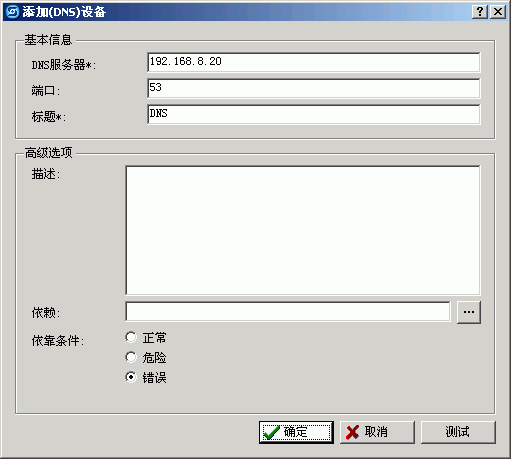 添加(DNS)设备
基本信息
DNS服务器*: 192.168.8.20
端口: 53
标题*: DNS
高级选项
描述:
依赖: ...
依靠条件: 正常
危险
错误
确定 取消 测试